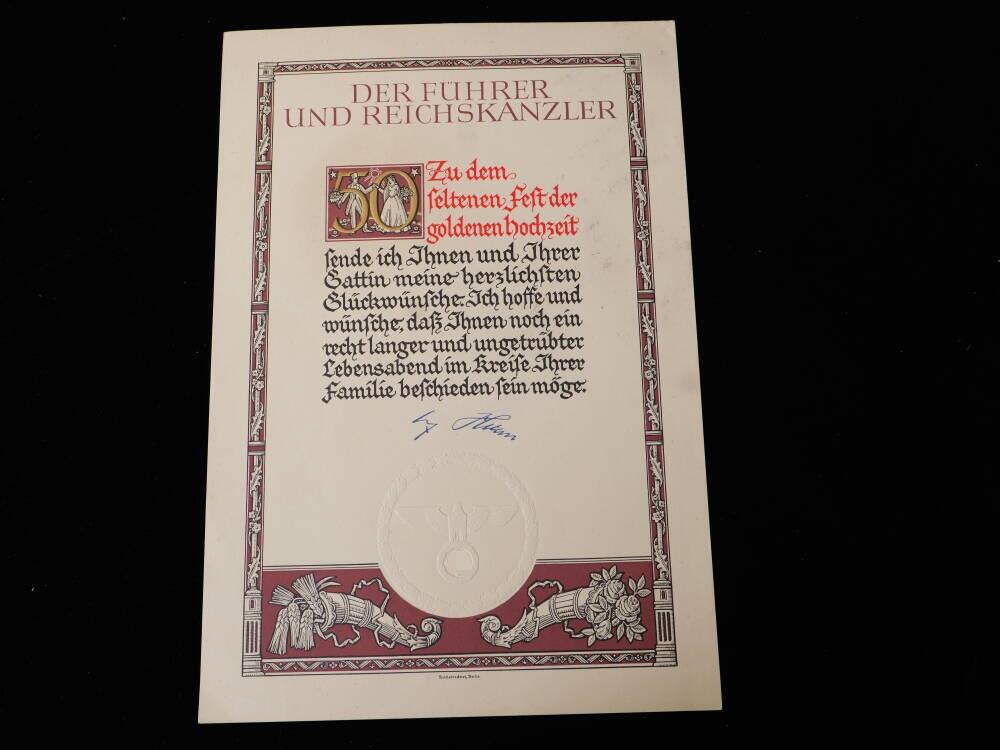 DER FÜHRER
UND REICHSKANZLER
50
Zu dem
seltenen Fest der
goldenen Hochzeit
sende ich Ihnen und Ihrer
Gattin meine herzlichsten
Glückwünsche. Ich hoffe und
wünsche, daß Ihnen noch ein
recht langer und ungetrübter
Lebensabend im Kreise Ihrer
Familie beschieden sein möge.